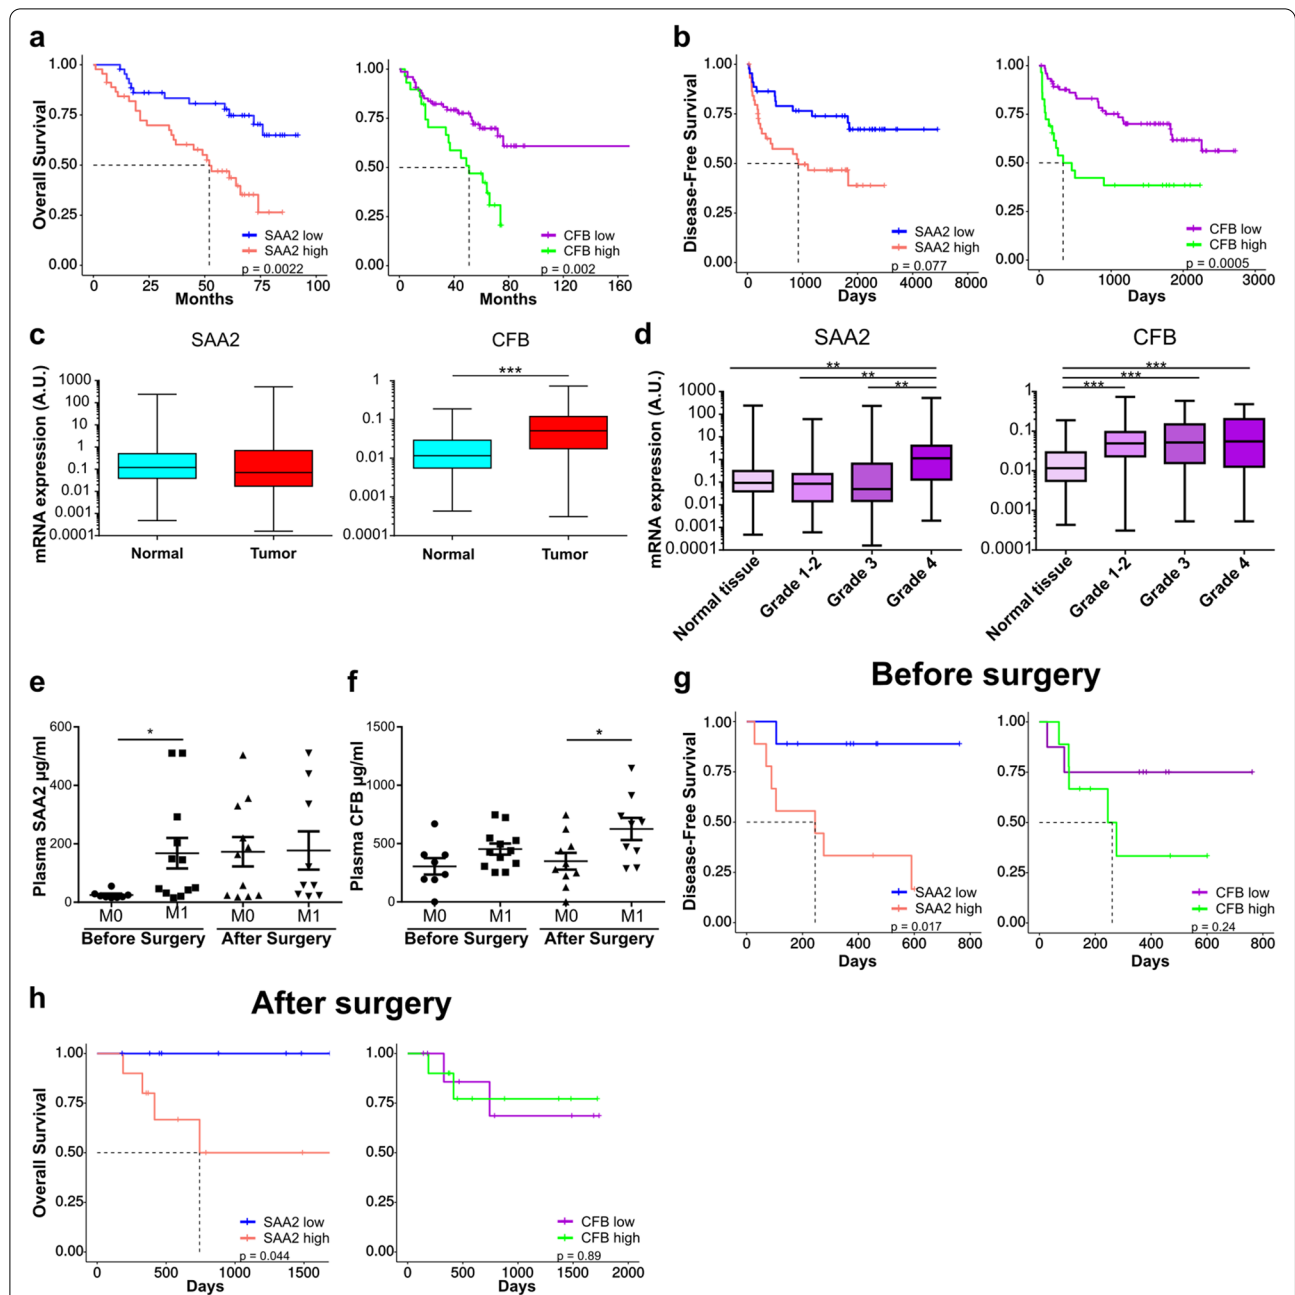 a
Overall Survival
1.00
0.75
0.50
0.25
0.00
SAA2 low
SAA2 high
p = 0.0022
0 25 50 75 100
Months
1.00
0.75
0.50
0.25
0.00
CFB low
CFB high
p = 0.002
0 40 80 120 160
Months
b
Disease-Free Survival
1.00
0.75
0.50
0.25
0.00
SAA2 low
SAA2 high
p = 0.077
0 1000 2000 4000 8000
Days
1.00
0.75
0.50
0.25
0.00
CFB low
CFB high
p = 0.0005
0 1000 2000 3000
Days
c
SAA2
mRNA expression (A.U.)
1000
100
10
1
0.1
0.01
0.001
0.0001
Normal Tumor
CFB
***
1
0.1
0.01
0.001
0.0001
Normal Tumor
d
SAA2
mRNA expression (A.U.)
**
**
**
1000
100
10
1
0.1
0.01
0.001
0.0001
Normal tissue Grade 1-2 Grade 3 Grade 4
CFB
***
***
***
1
0.1
0.01
0.001
0.0001
Normal tissue Grade 1-2 Grade 3 Grade 4
e
Plasma SAA2 µg/ml
*
600
400
200
0
M0 M1 M0 M1
Before Surgery After Surgery
f
Plasma CFB µg/ml
*
1500
1000
500
0
M0 M1 M0 M1
Before Surgery After Surgery
g
Before surgery
Disease-Free Survival
1.00
0.75
0.50
0.25
0.00
SAA2 low
SAA2 high
p = 0.017
0 200 400 600 800
Days
1.00
0.75
0.50
0.25
0.00
CFB low
CFB high
p = 0.24
0 200 400 600 800
Days
h
After surgery
Overall Survival
1.00
0.75
0.50
0.25
0.00
SAA2 low
SAA2 high
p = 0.044
0 500 1000 1500
Days
1.00
0.75
0.50
0.25
0.00
CFB low
CFB high
p = 0.89
0 500 1000 1500 2000
Days